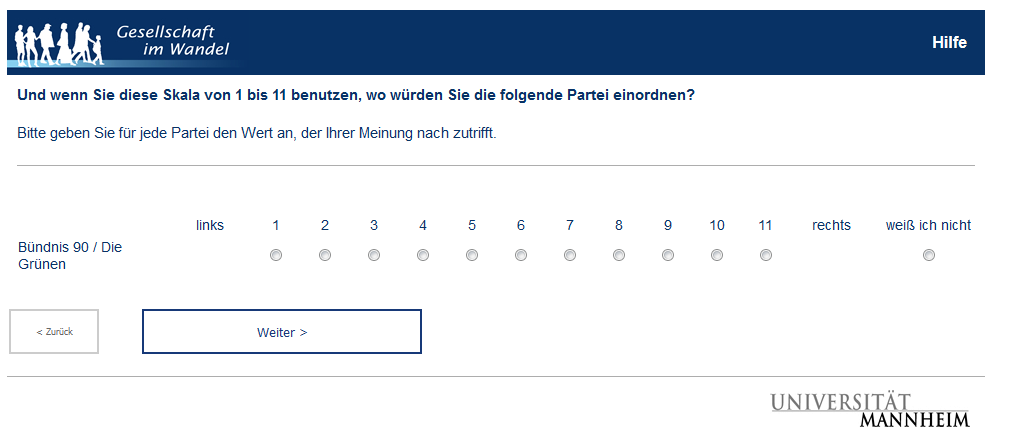 Gesellschaft
im Wandel
Hilfe
Und wenn Sie diese Skala von 1 bis 11 benutzen, wo würden Sie die folgende Partei einordnen?
Bitte geben Sie für jede Partei den Wert an, der Ihrer Meinung nach zutrifft.
links 1 2 3 4 5 6 7 8 9 10 11 rechts weiß ich nicht
Bündnis 90 / Die
Grünen
< Zurück Weiter >
UNIVERSITÄT
MANNHEIM